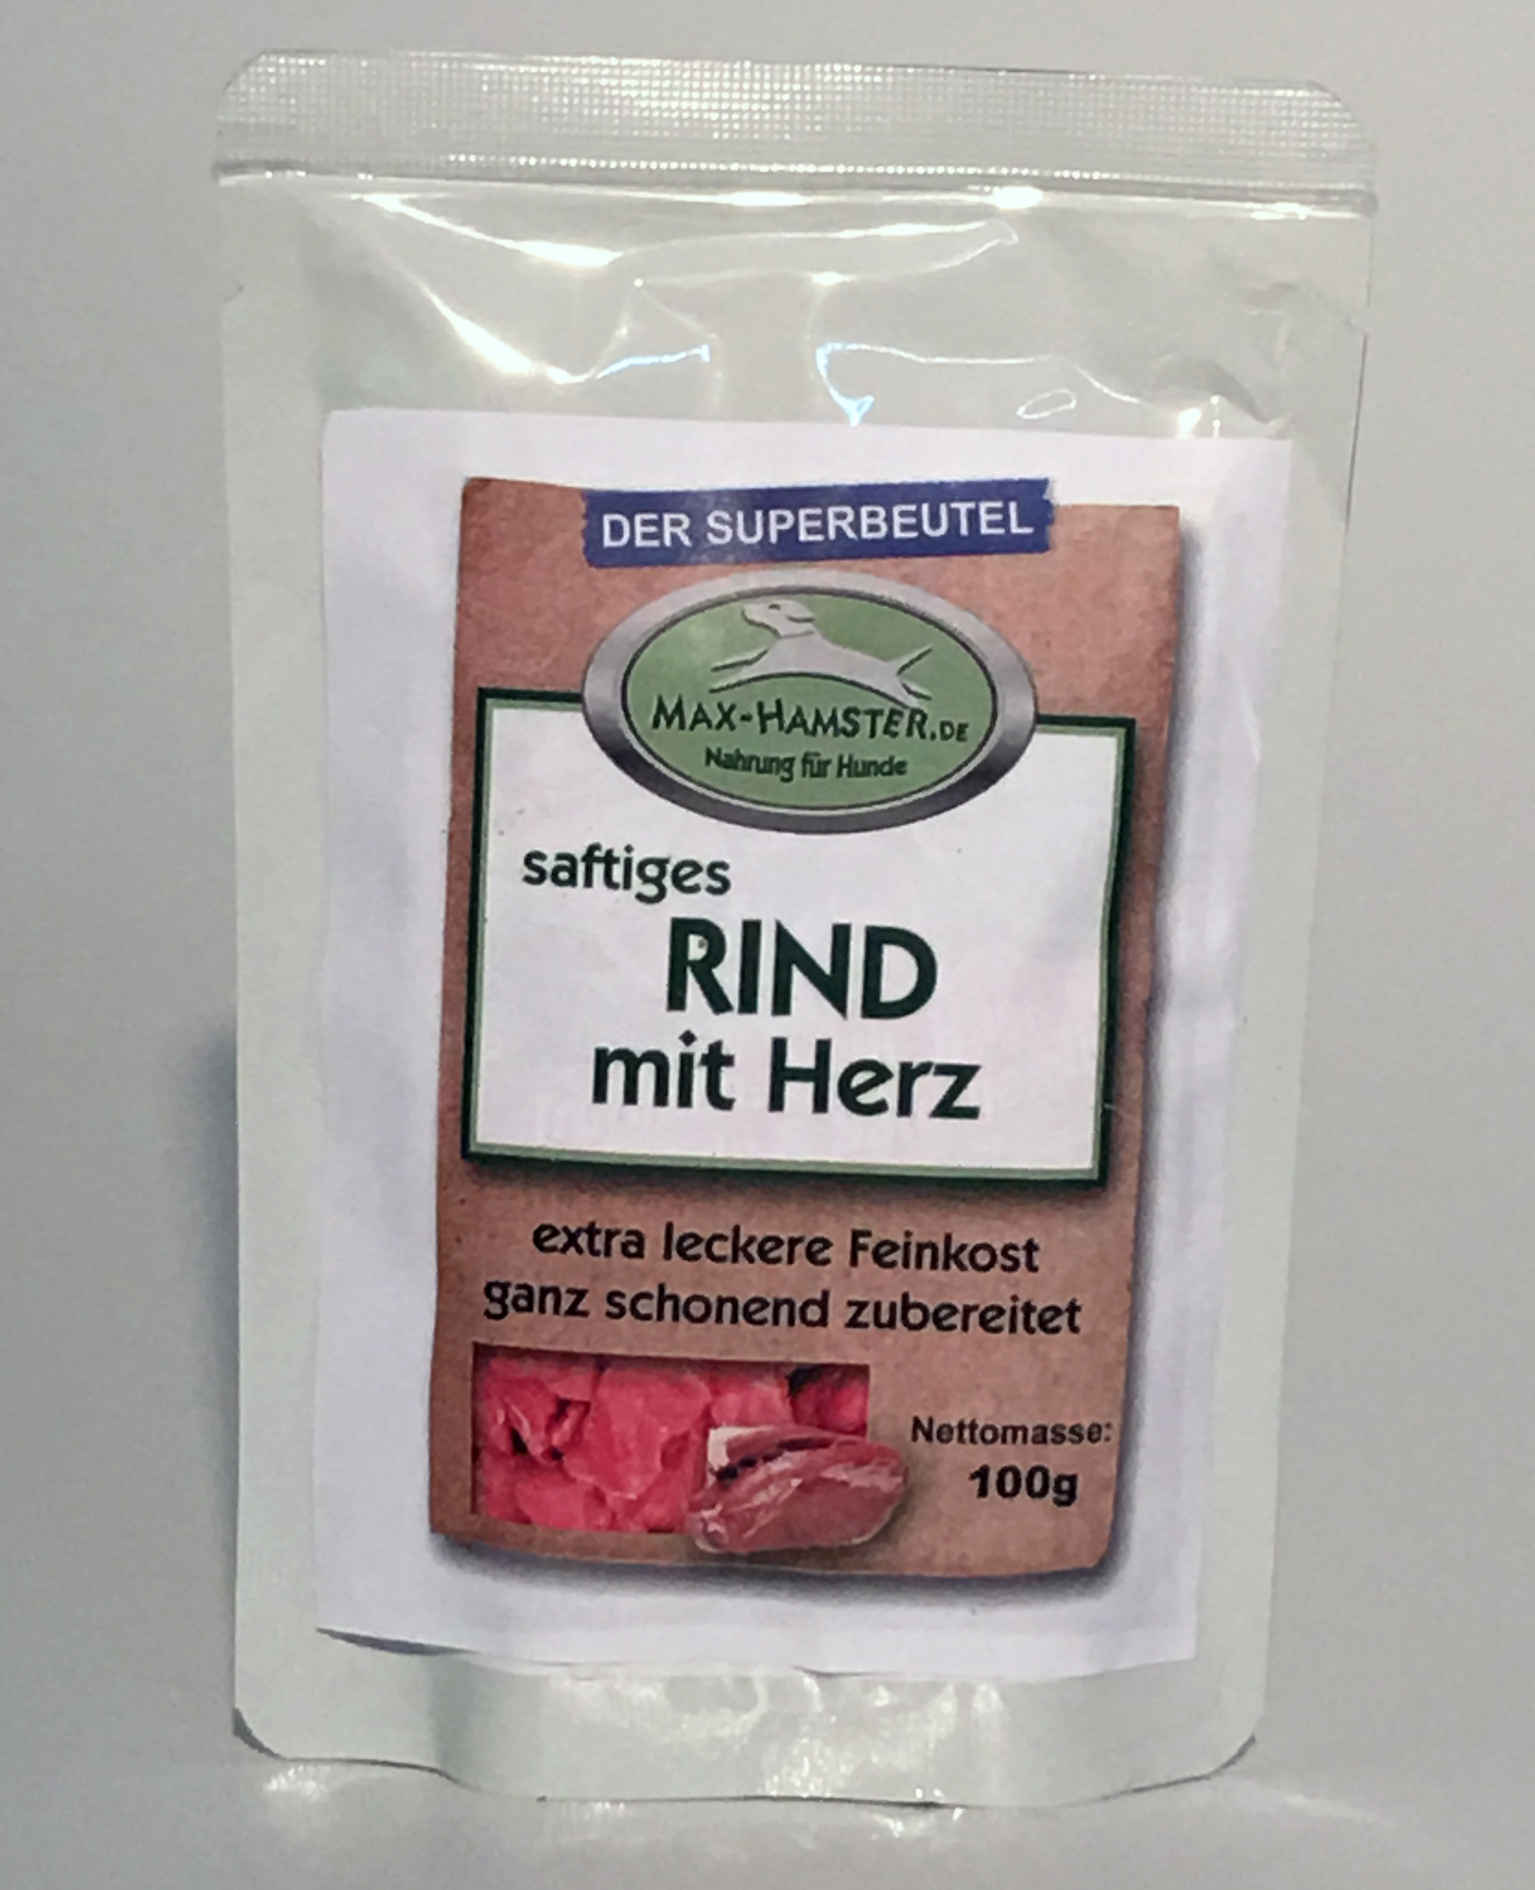 DER SUPERBEUTEL
MAX-HAMSTER.DE
Nahrung für Hunde
saftiges
RIND
mit Herz
extra leckere Feinkost
ganz schonend zubereitet
Nettomasse:
100g